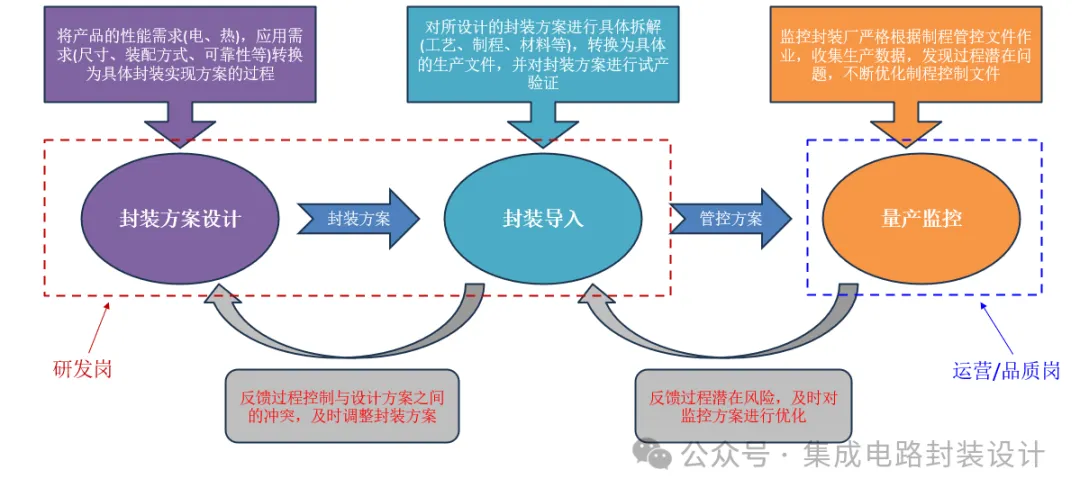 将产品的性能需求(电、热)，应用需
求(尺寸、装配方式、可靠性等)转换
为具体封装实现方案的过程
对所设计的封装方案进行具体拆解
(工艺、制程、材料等)，转换为具体
的生产文件，并对封装方案进行试产
验证
监控封装厂严格根据制程管控文件作
业，收集生产数据，发现过程潜在问
题，不断优化制程控制文件
封装方案设计
封装方案
封装导入
管控方案
量产监控
研发岗
反馈过程控制与设计方案之间
的冲突，及时调整封装方案
反馈过程潜在风险，及时对
监控方案进行优化
运营/品质岗
公众号·集成电路封装设计